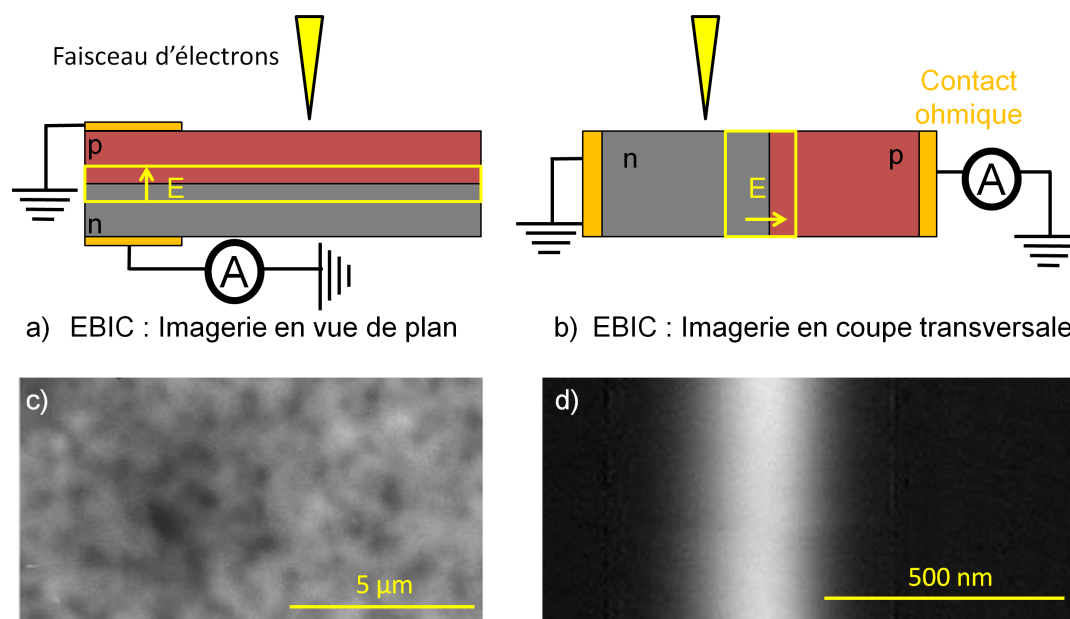 Faisceau d'électrons
Contact
ohmique
p
E
n
A
n
E
p
A
a) EBIC : Imagerie en vue de plan
b) EBIC : Imagerie en coupe transversale
c)
5 µm
d)
500 nm